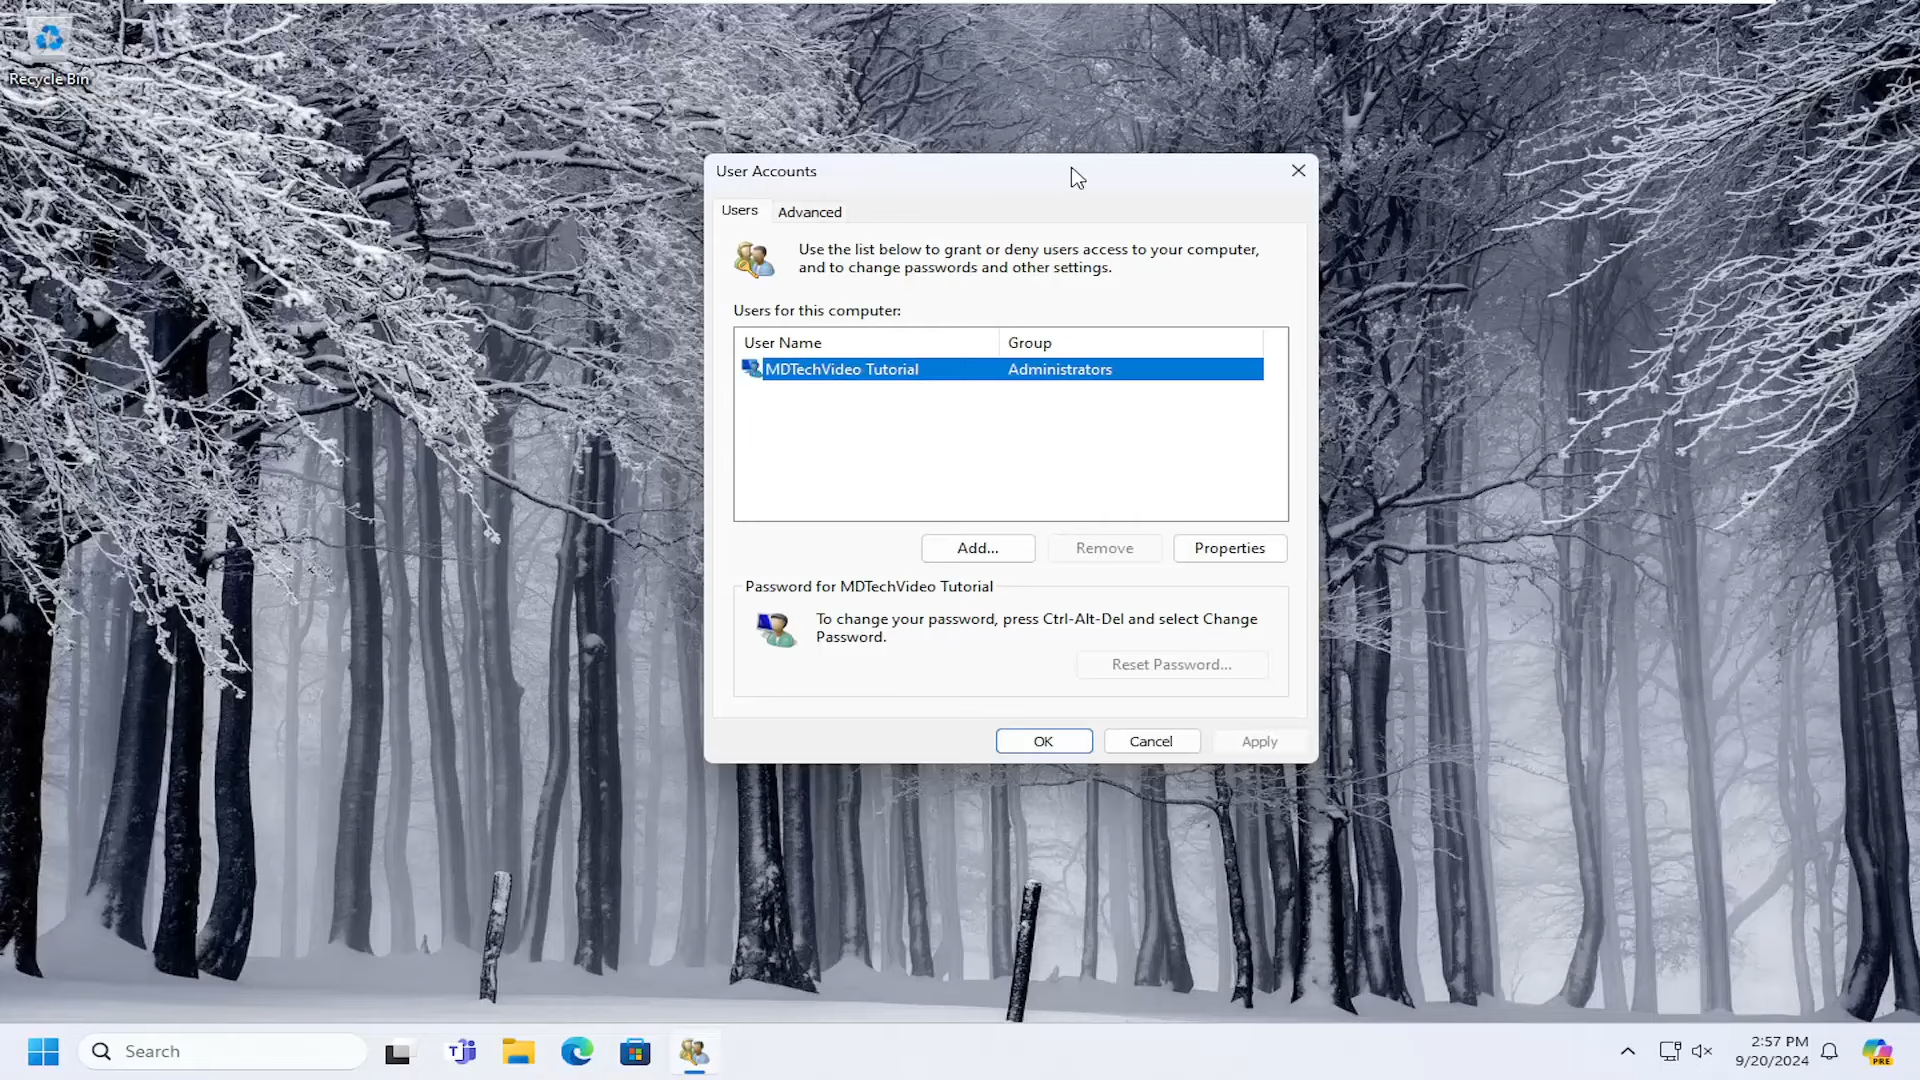 Recycle Bin
User Accounts
Users
Advanced
Use the list below to grant or deny users access to your computer,
and to change passwords and other settings.
Users for this computer:
User Name
Group
MDTechVideo Tutorial
Administrators
Add...
Remove
Properties
Password for MDTechVideo Tutorial
To change your password, press Ctrl-Alt-Del and select Change
Password.
Reset Password...
OK
Cancel
Apply
Search
2:57 PM
9/20/2024
PRE